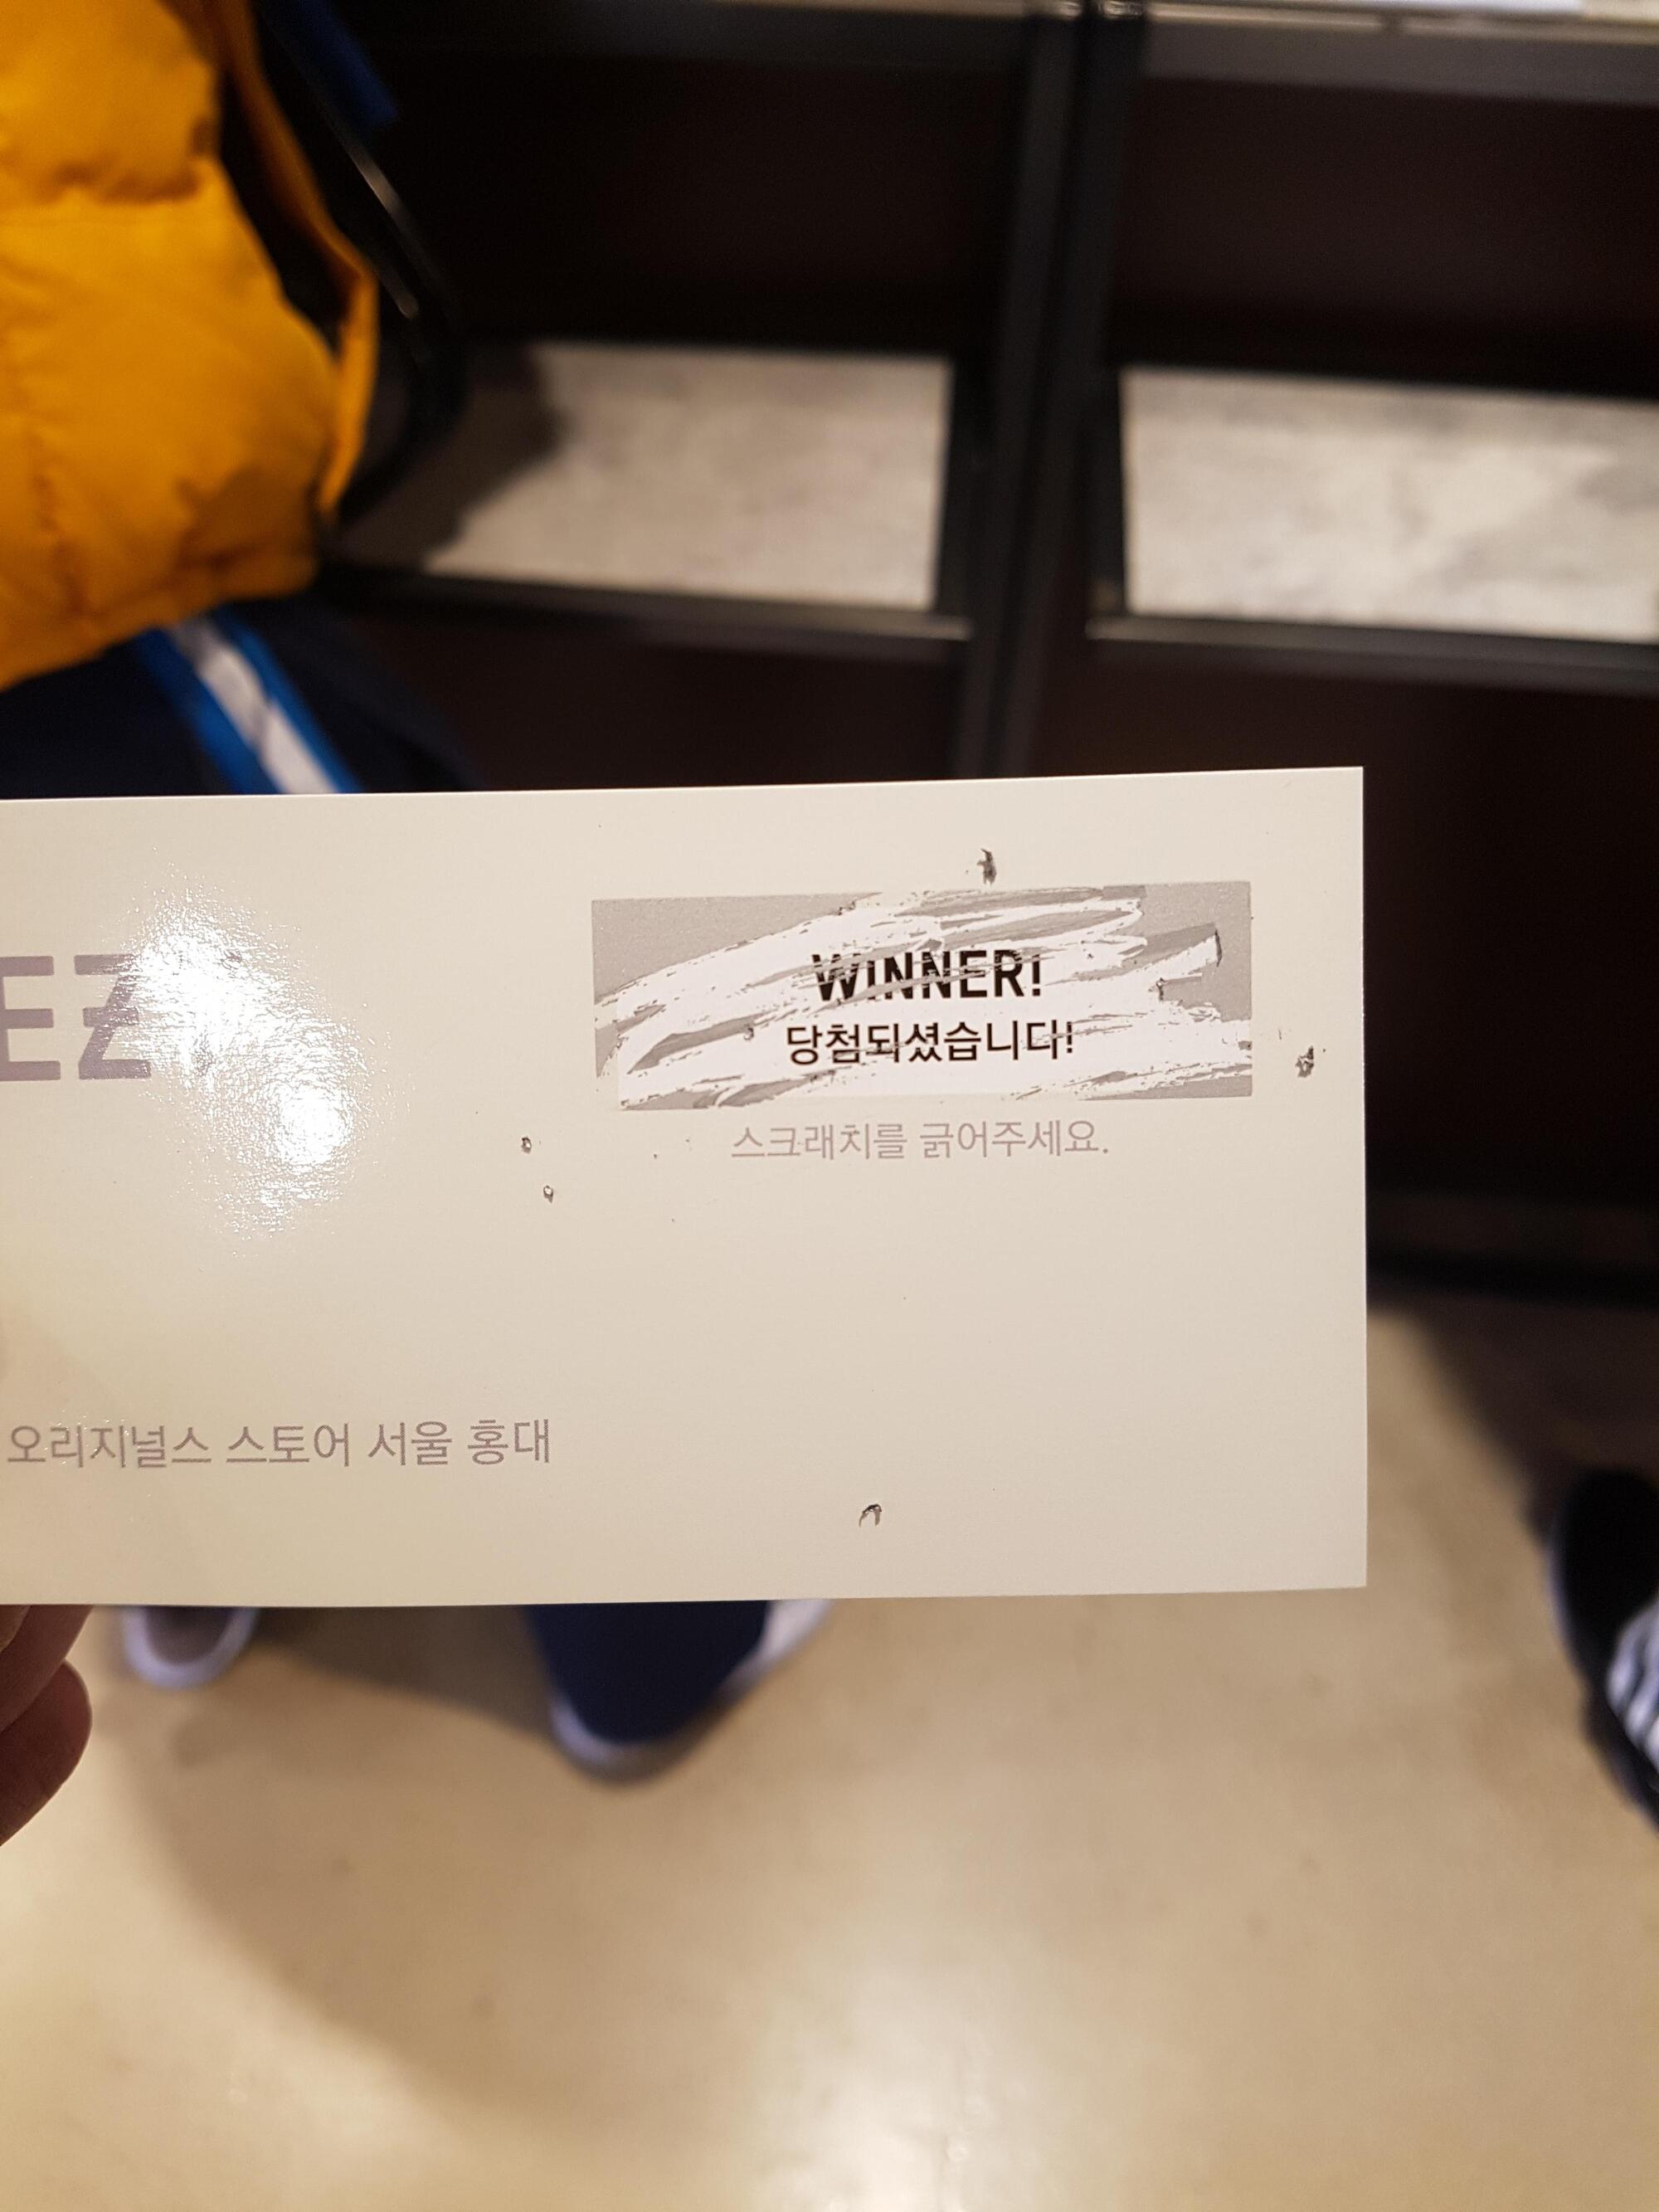 WINNER!
당첨되셨습니다!
스크래치를 긁어주세요.
EEZY
오리지널스 스토어 서울 홍대